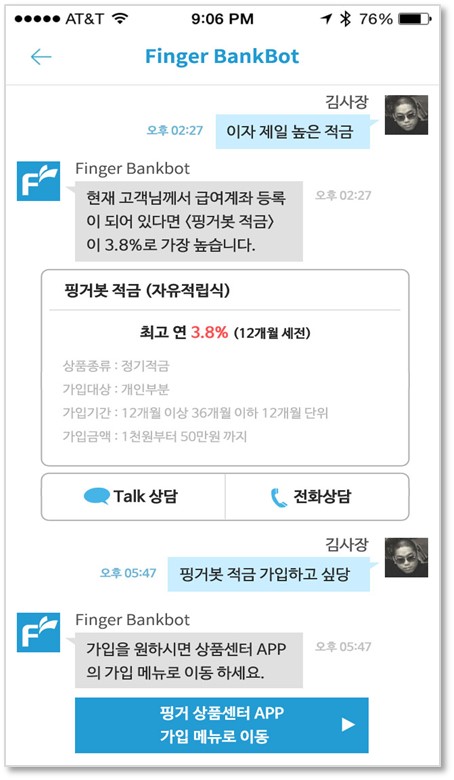 AT&T 9:06 PM 76%
Finger BankBot
김사장
오후 02:27 이자 제일 높은 적금
Finger Bankbot
현재 고객님께서 급여계좌 등록 오후 02:27
이 되어 있다면 <핑거봇 적금>
이 3.8%로 가장 높습니다.
핑거봇 적금 (자유적립식)
최고 연 3.8% (12개월 세전)
상품종류 : 정기적금
가입대상 : 개인부분
가입기간 : 12개월 이상 36개월 이하 12개월 단위
가입금액 : 1천원부터 50만원 까지
Talk 상담 전화상담
김사장
오후 05:47 핑거봇 적금 가입하고 싶당
Finger Bankbot
가입을 원하시면 상품센터 APP 오후 05:47
의 가입 메뉴로 이동 하세요.
핑거 상품센터 APP
가입 메뉴로 이동